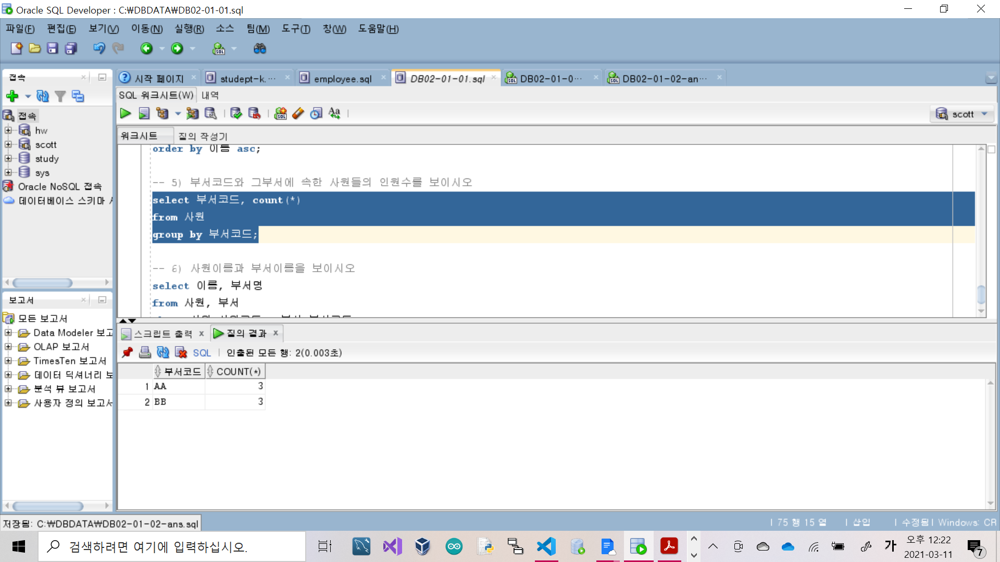 Oracle SQL Developer : C:₩DBDATA₩DB02-01-01.sql
파일(F) 편집(E) 보기(V) 이동(N) 실행(R) 소스 팀(M) 도구(T) 창(W) 도움말(H)
접속
시작 페이지 studept-k.… employee.sql DB02-01-01.sql DB02-01-0… DB02-01-02-an…
SQL 워크시트(W) 내역
scott
워크시트 질의 작성기
접속
hw
scott
study
sys
Oracle NoSQL 접속
데이터베이스 스키마
order by 이름 asc;
-- 5) 부서코드와 그부서에 속한 사원들의 인원수를 보이시오
select 부서코드, count(*)
from 사원
group by 부서코드;
-- 6) 사원이름과 부서이름을 보이시오
select 이름, 부서명
from 사원, 부서
보고서
모든 보고서
Data Modeler 보고
OLAP 보고서
TimesTen 보고서
데이터 딕셔너리 보
분석 뷰 보고서
사용자 정의 보고서
스크립트 출력 질의 결과
SQL 인출된 모든 행: 2(0.003초)
부서코드 COUNT(*)
1 AA 3
2 BB 3
저장됨: C:₩DBDATA₩DB02-01-02-ans.sql
75 행 15 열 삽입 수정됨 Windows: CR
검색하려면 여기에 입력하십시오.
가
오후 12:22
2021-03-11
7